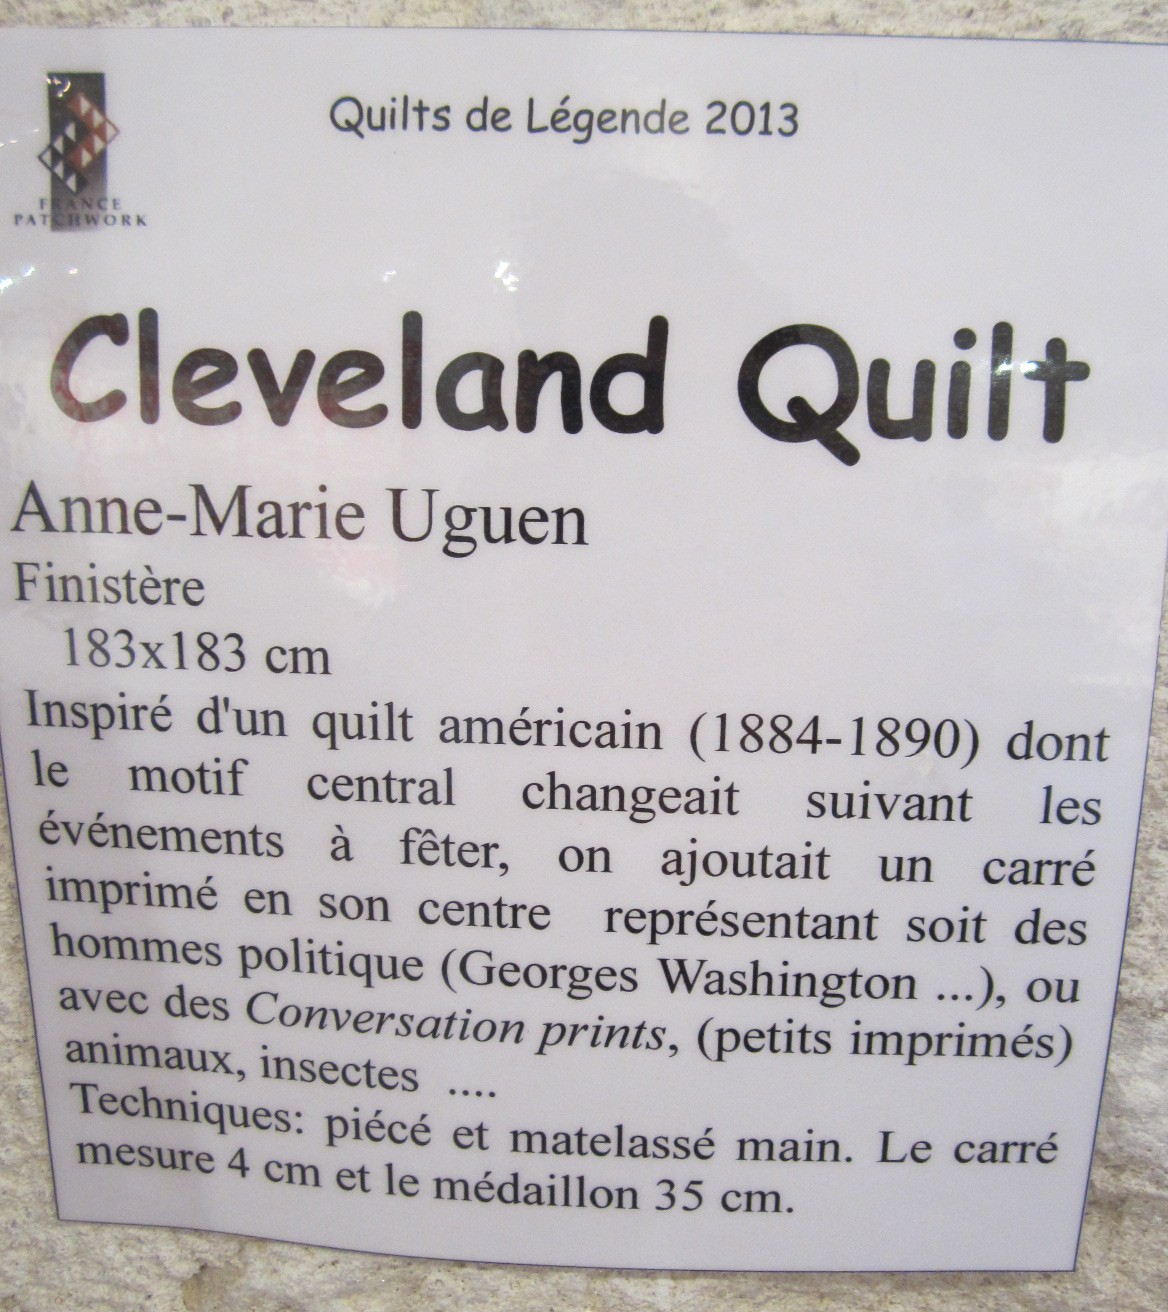 Quilts de Légende 2013
FRANCE
PATCHWORK
Cleveland Quilt
Anne-Marie Uguen
Finistère
183x183 cm
Inspiré d'un quilt américain (1884-1890) dont
le motif central changeait suivant les
événements à fêter, on ajoutait un carré
imprimé en son centre représentant soit des
hommes politique (Georges Washington ...), ou
avec des Conversation prints, (petits imprimés)
animaux, insectes ....
Techniques: piécé et matelassé main. Le carré
mesure 4 cm et le médaillon 35 cm.